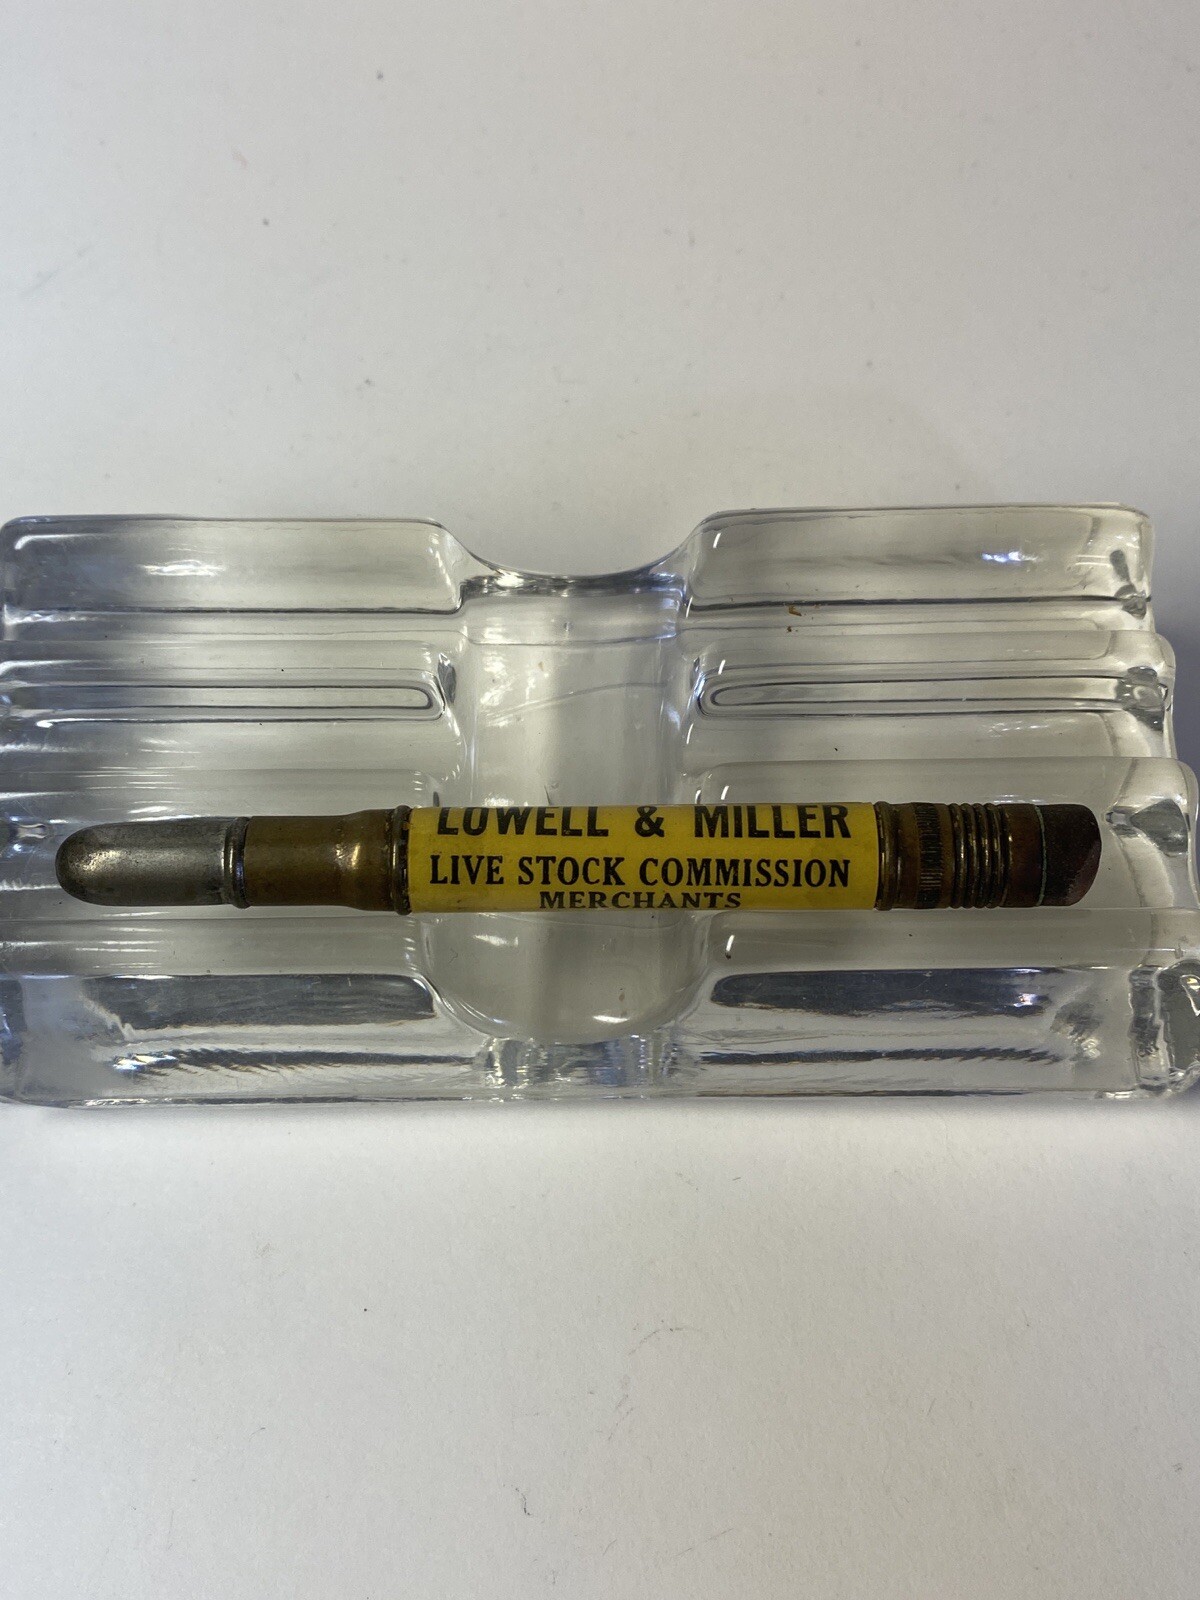 LOWELL & MILLER
LIVE STOCK COMMISSION
MERCHANTS